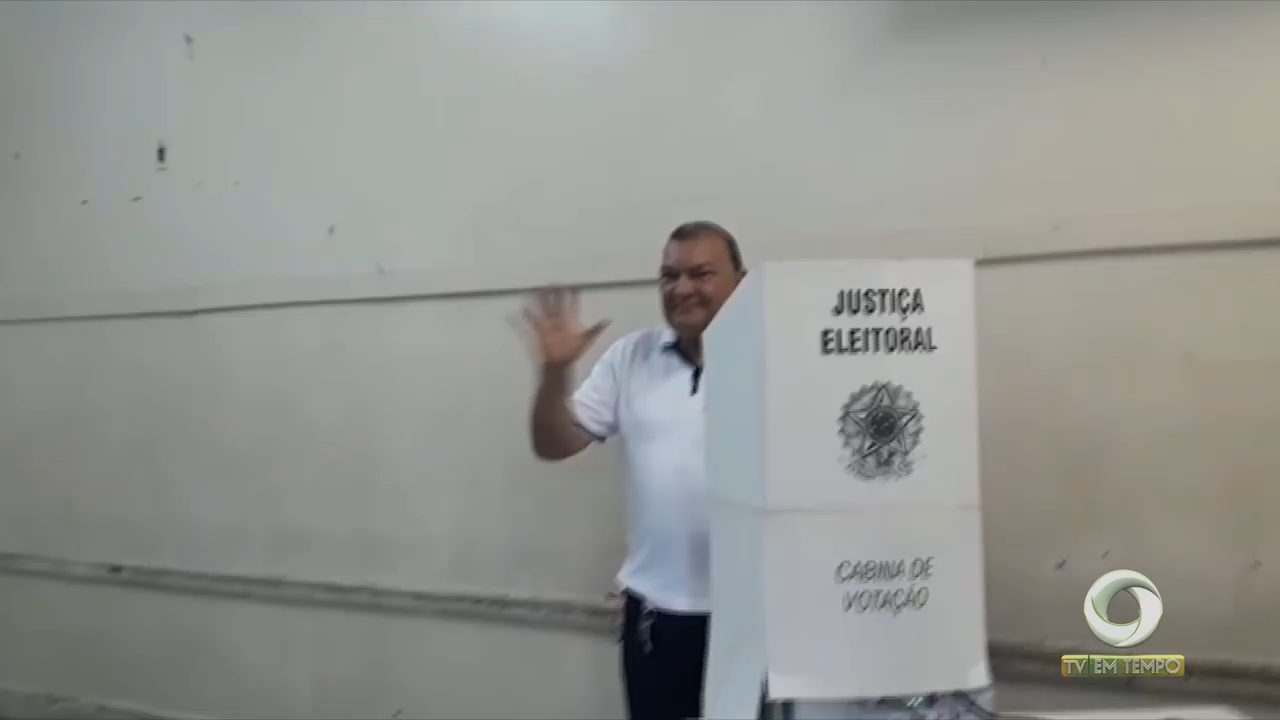 JUSTIÇA
ELEITORAL
CABINA DE
VOTAÇÃO
TV EM TEMPO